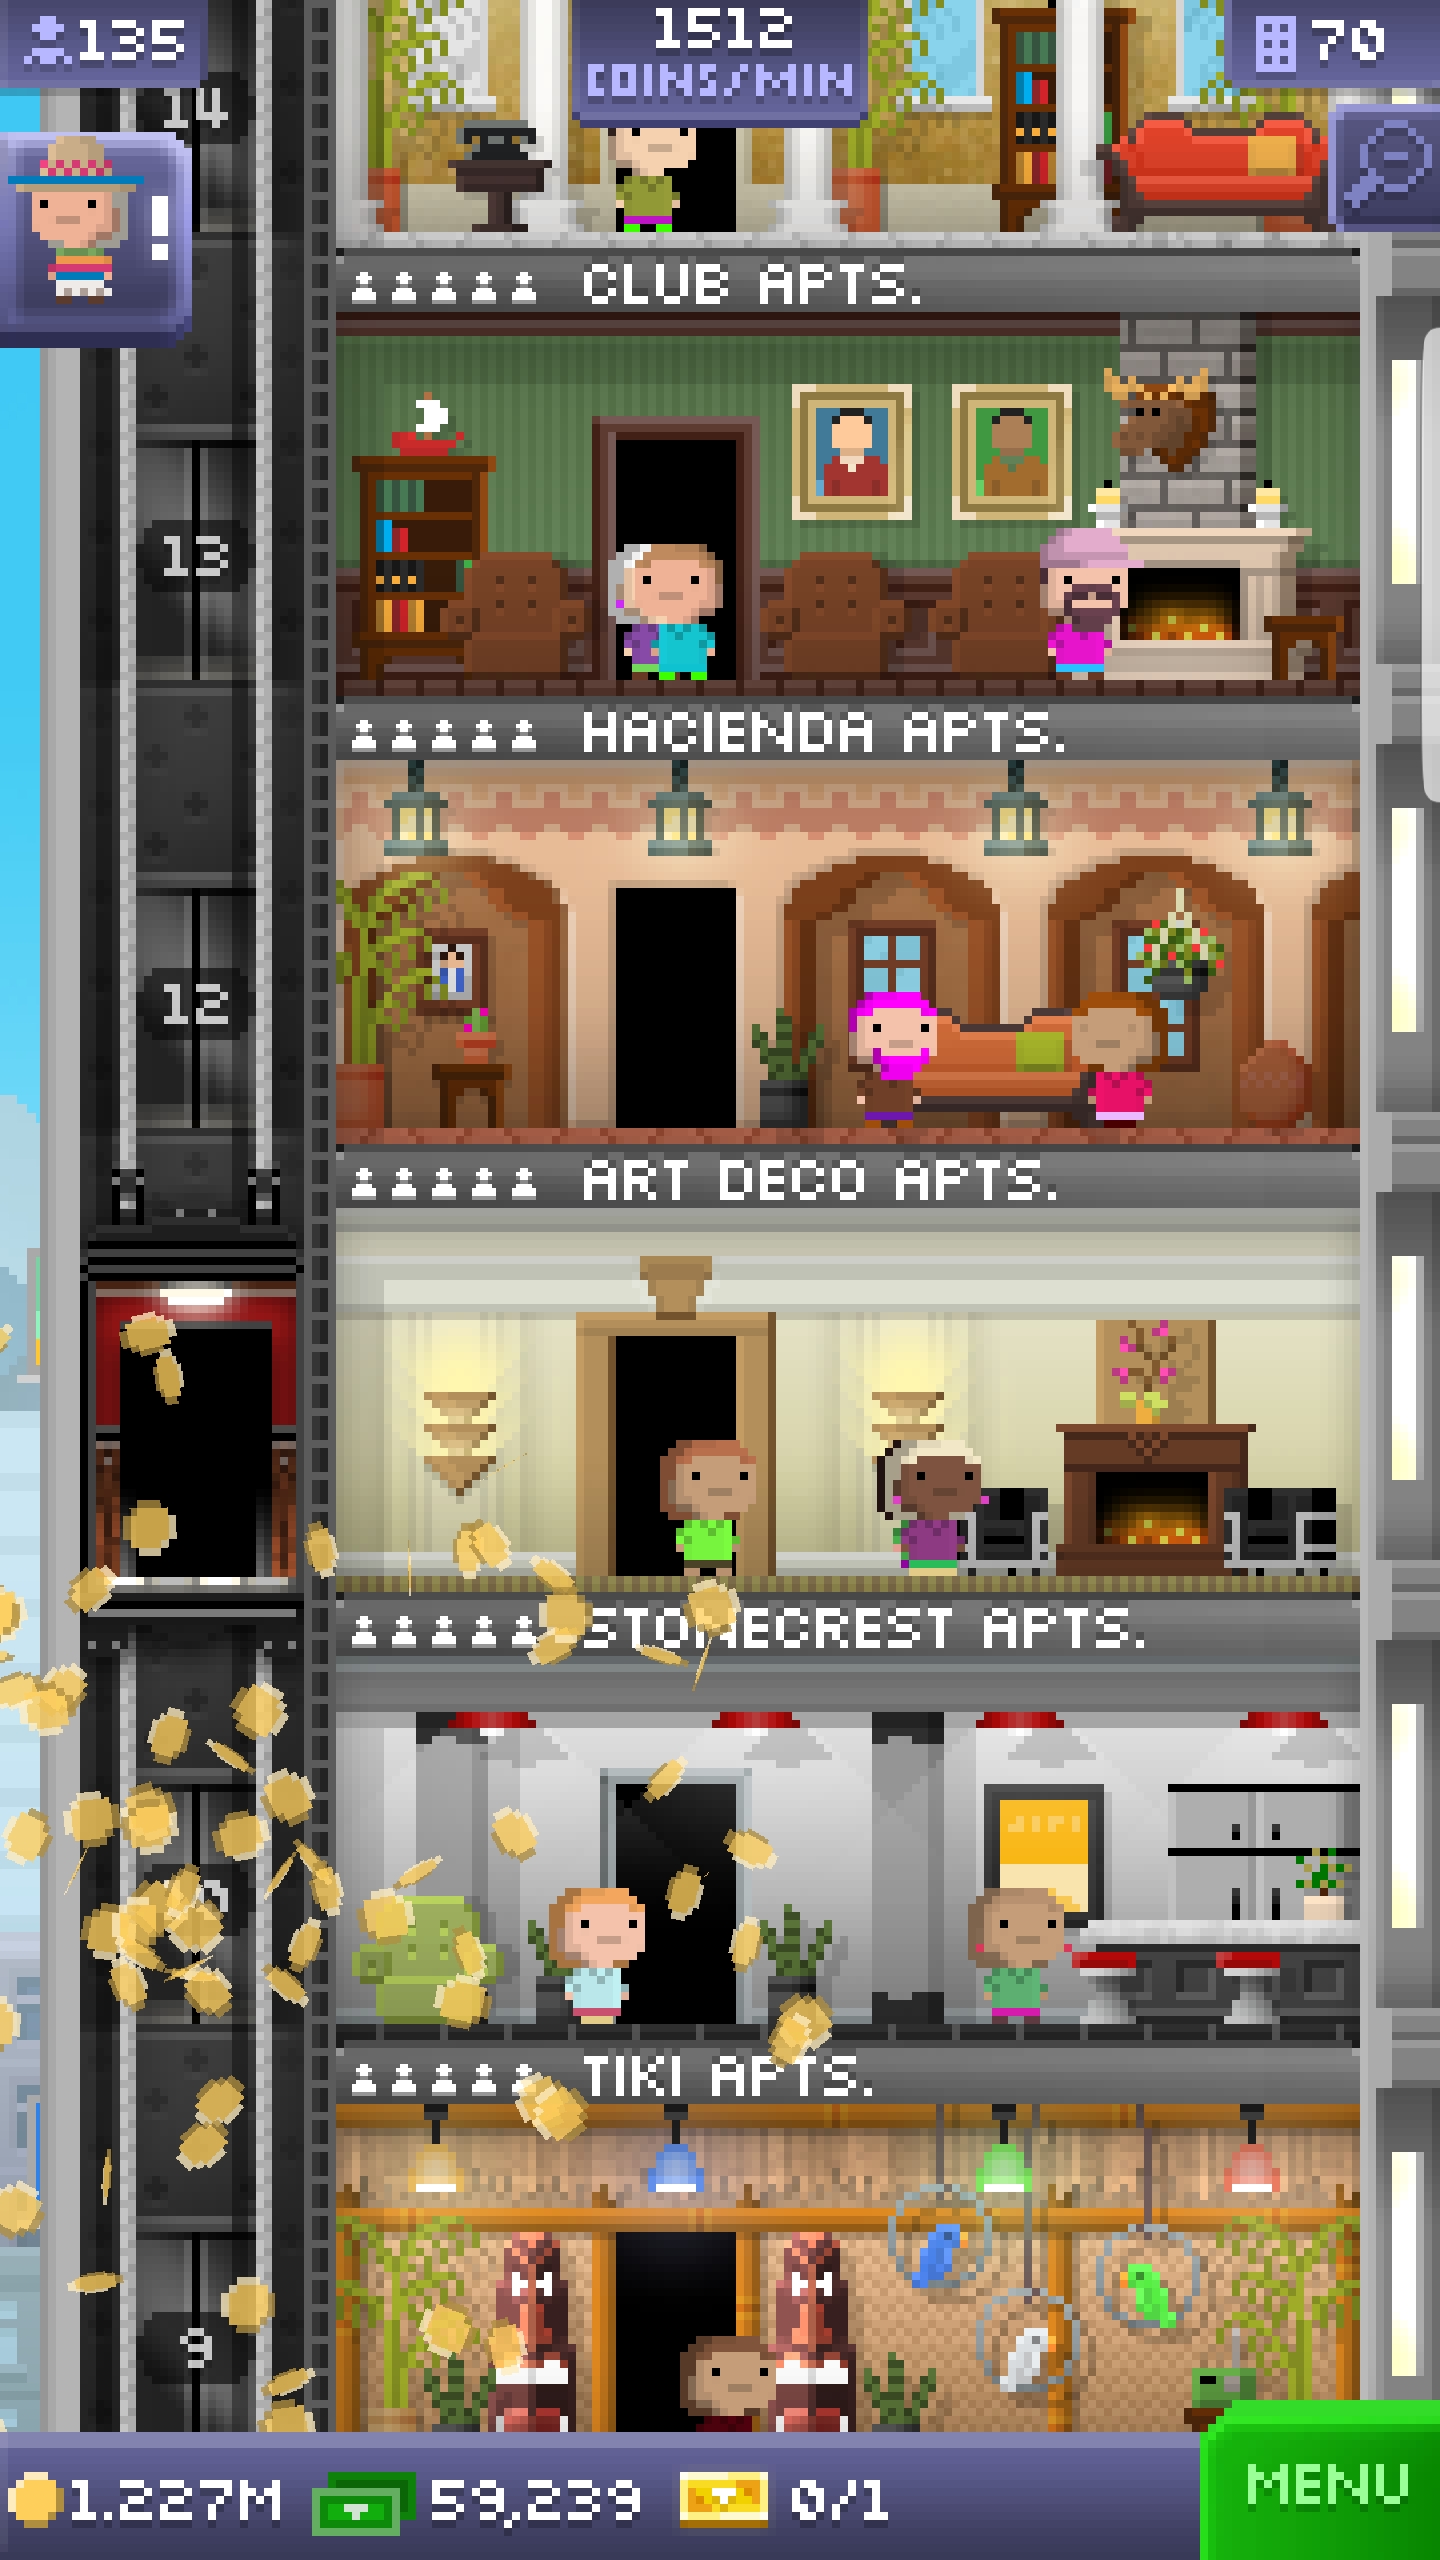 135
1512
COINS/MIN
70
14
!
CLUB APTS.
13
HACIENDA APTS.
12
ART DECO APTS.
STONECREST APTS.
TIKI APTS.
9
1.227M
59,239
0/1
MENU